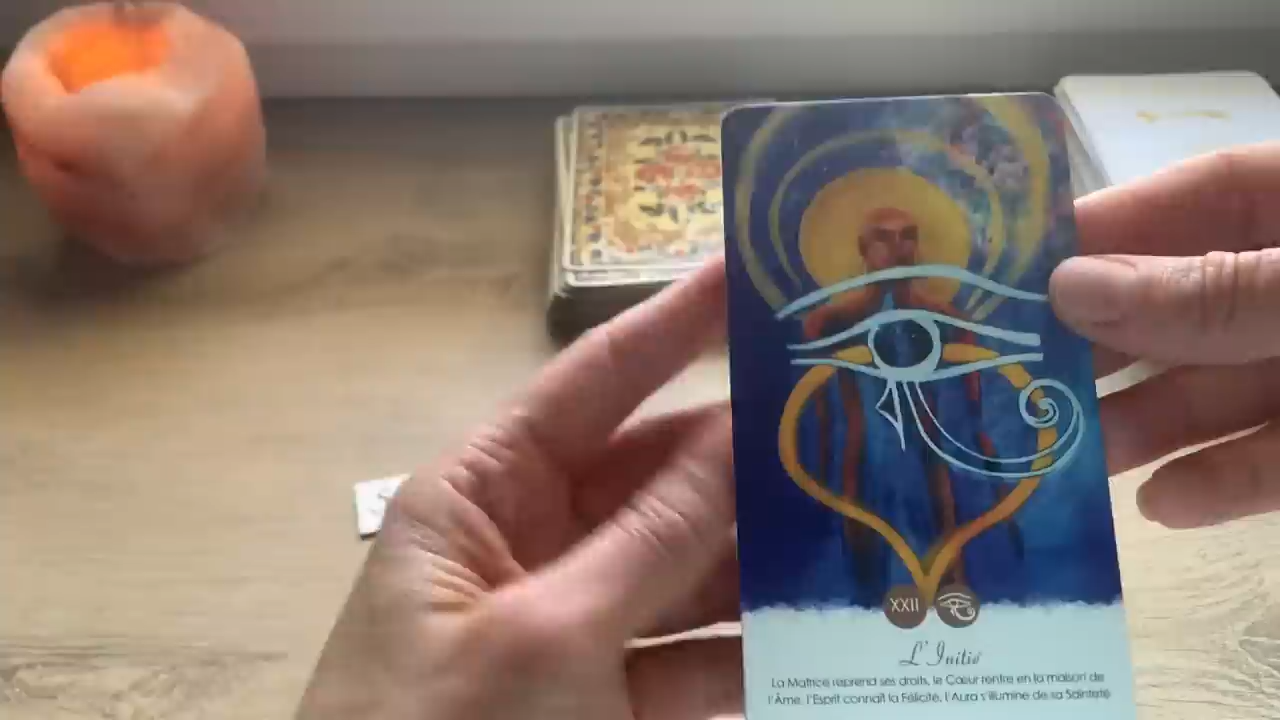 XXII
L'Initié
La Matrice reprend ses droits, le Cœur rentre en la maison de
l'Âme, l'Esprit connaît la Félicité, l'Aura s'illumine de sa Sainteté